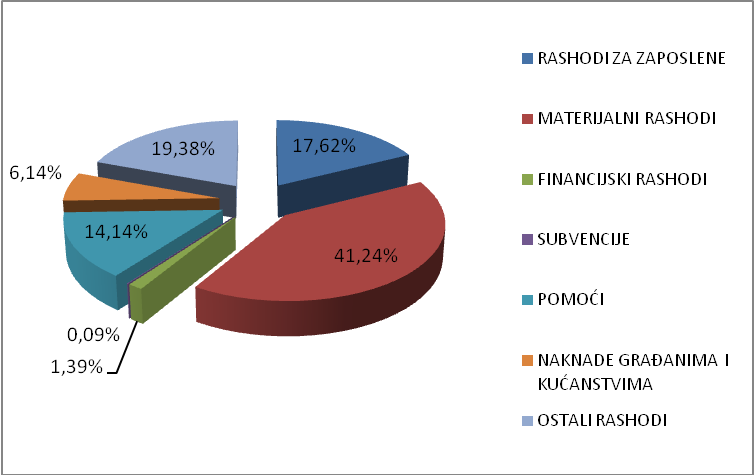 19,38%
17,62%
6,14%
14,14%
41,24%
0,09%
1,39%
RASHODI ZA ZAPOSLENE
MATERIJALNI RASHODI
FINANCIJSKI RASHODI
SUBVENCIJE
POMOĆI
NAKNADE GRAĐANIMA I
KUĆANSTVIMA
OSTALI RASHODI